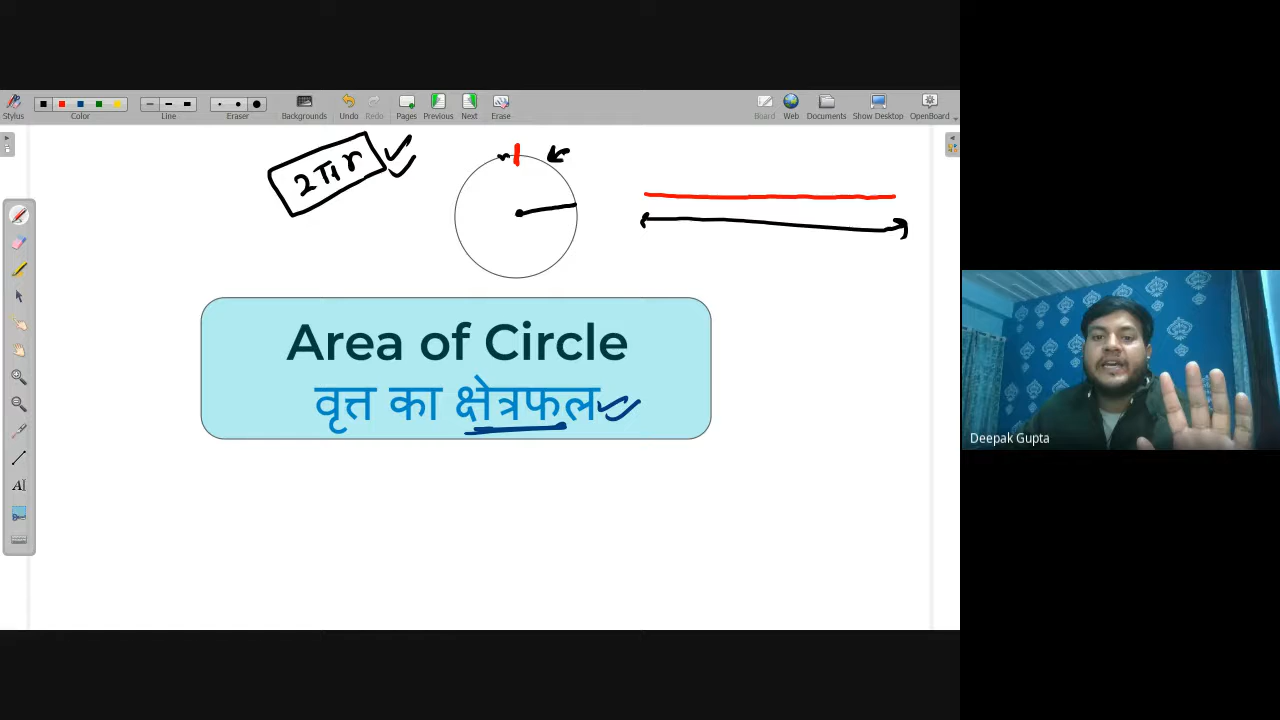 Stylus
Color
Line
Eraser
Backgrounds
Undo
Redo
Pages
Previous
Next
Erase
Board
Web
Documents
Show Desktop
OpenBoard
2πr
Area of Circle
वृत्त का क्षेत्रफल
Deepak Gupta